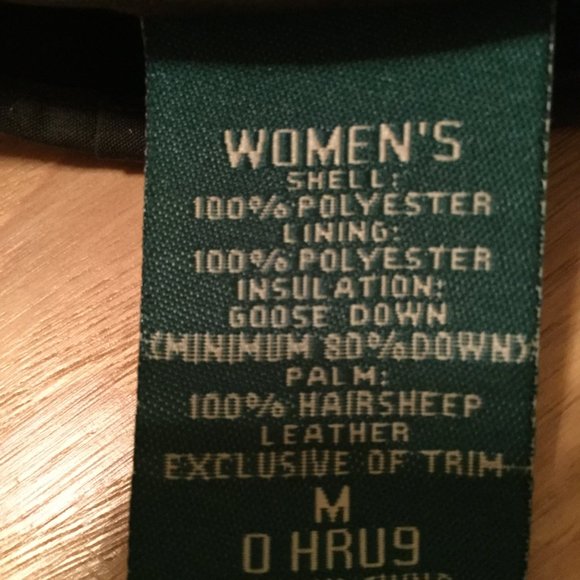 WOMEN'S
SHELL:
100% POLYESTER
LINING:
100% POLYESTER
INSULATION:
GOOSE DOWN
(MINIMUM 80% DOWN)
PALM:
100% HAIRSHEEP
LEATHER
EXCLUSIVE OF TRIM
M
0 HRU9